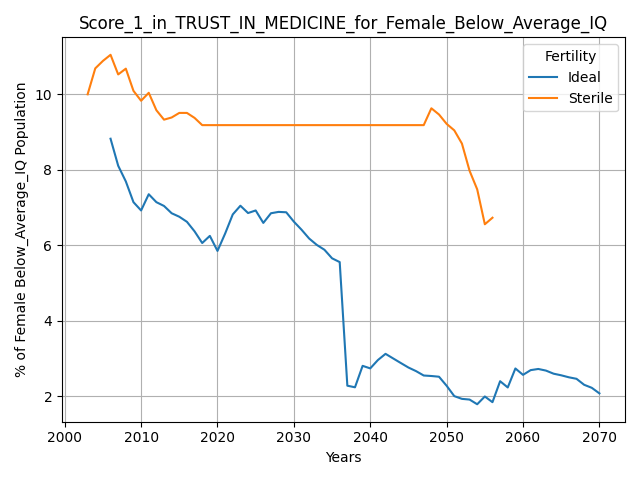 Score_1_in_TRUST_IN_MEDICINE_for_Female_Below_Average_IQ
Fertility
Ideal
Sterile
% of Female Below_Average_IQ Population
10
8
6
4
2
2000 2010 2020 2030 2040 2050 2060 2070
Years